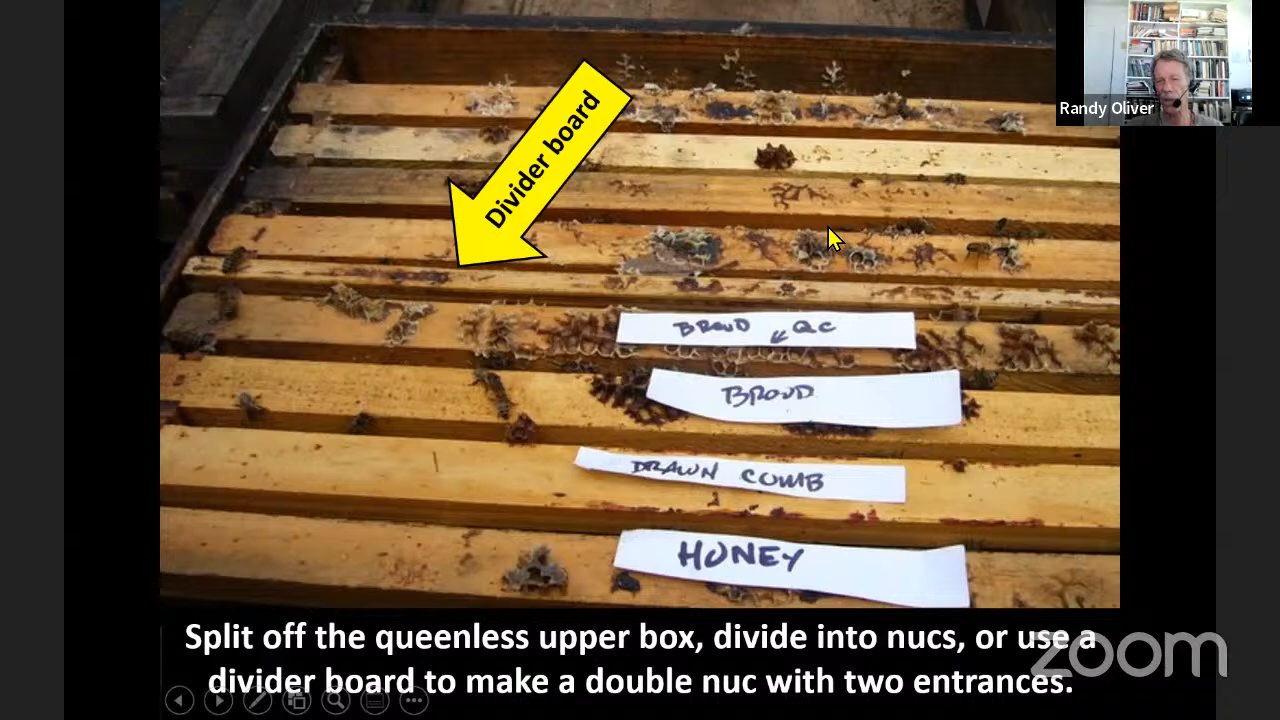 Randy Oliver
Divider board
BROOD ↙ QC
BROOD
DRAWN COMB
HONEY
Split off the queenless upper box, divide into nucs, or use a
divider board to make a double nuc with two entrances.
zoom